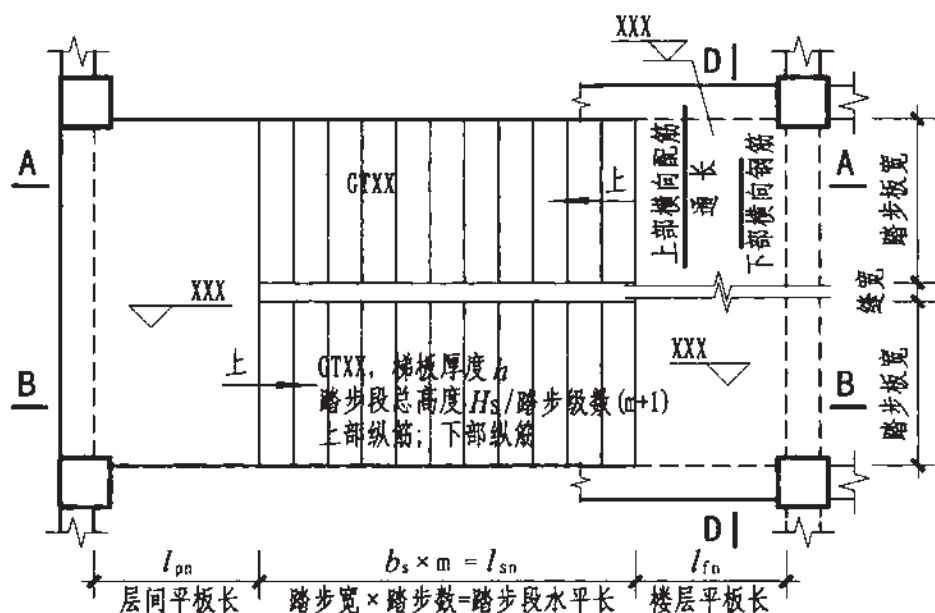 XXX
D
A
A
GTXX
上
上部横向配筋
通长
下部横向钢筋
踏步板宽
缝宽
踏步板宽
XXX
XXX
上
B
B
GTXX, 梯板厚度h
踏步段总高度Hs/踏步级数(m+1)
上部纵筋; 下部纵筋
D
lpn
bs×m=lsn
lfn
层间平板长
踏步宽×踏步数=踏步段水平长
楼层平板长